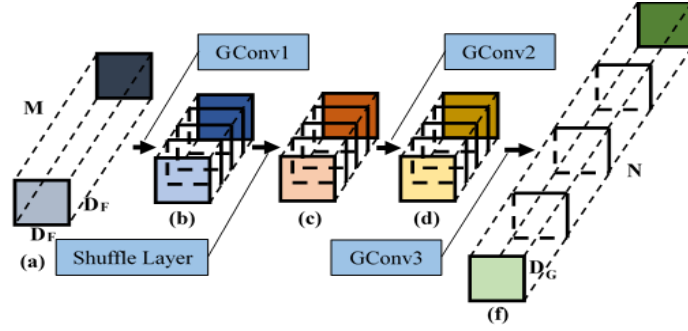 GConv1
GConv2
M
N
D_F
D_F
D_G
(a)
(b)
(c)
(d)
(f)
Shuffle Layer
GConv3